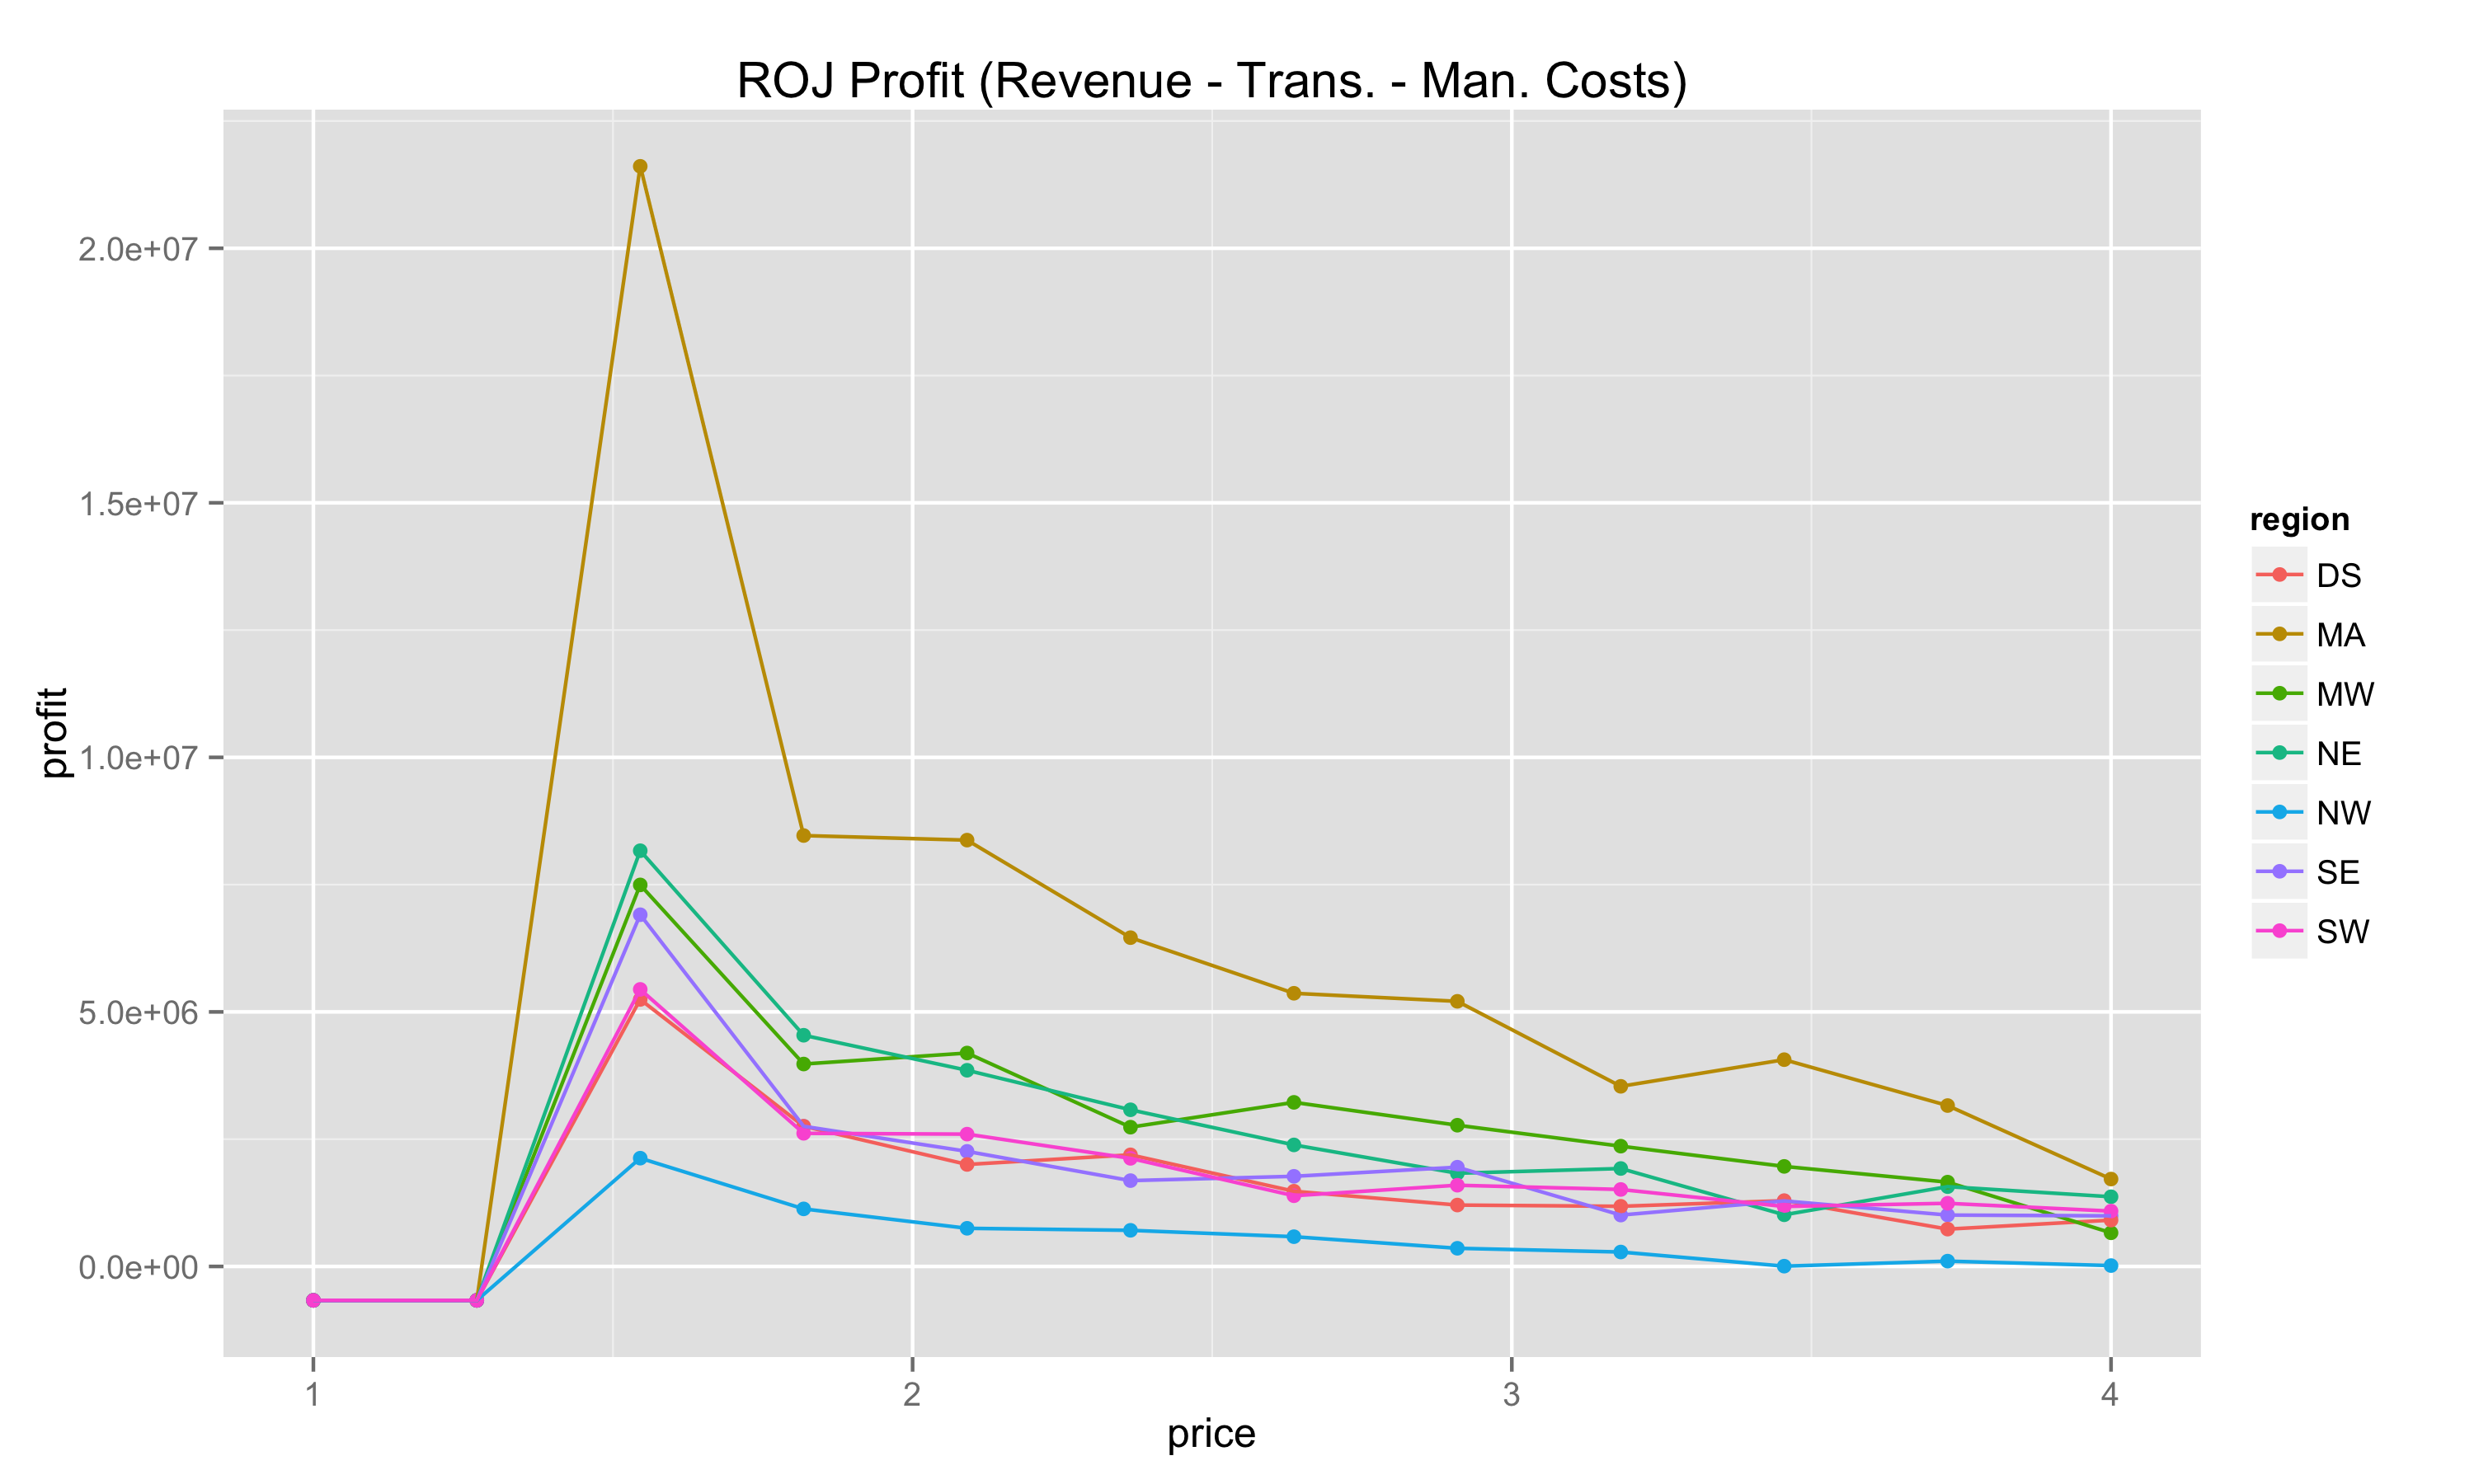 ROJ Profit (Revenue - Trans. - Man. Costs)
profit
2.0e+07
1.5e+07
1.0e+07
5.0e+06
0.0e+00
1
2
3
4
price
region
DS
MA
MW
NE
NW
SE
SW